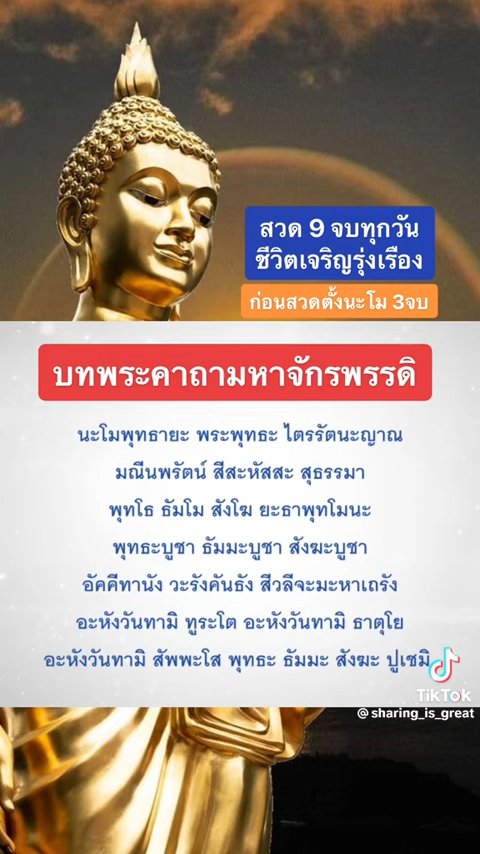 สวด 9 จบทุกวัน
ชีวิตเจริญรุ่งเรือง
ก่อนสวดตั้งนะโม 3จบ
บทพระคาถามหาจักรพรรดิ
นะโมพุทธายะ พระพุทธะ ไตรรัตนะญาณ
มณีนพรัตน์ สีสะหัสสะ สุธรรมา
พุทโธ ธัมโม สังโฆ ยะธาพุทโมนะ
พุทธะบูชา ธัมมะบูชา สังฆะบูชา
อัคคีทานัง วะรังคันธัง สีวลีจะมะหาเถรัง
อะหังวันทามิ ทูระโต อะหังวันทามิ ธาตุโย
อะหังวันทามิ สัพพะโส พุทธะ ธัมมะ สังฆะ ปูเชมิ
TikTok
@sharing_is_great